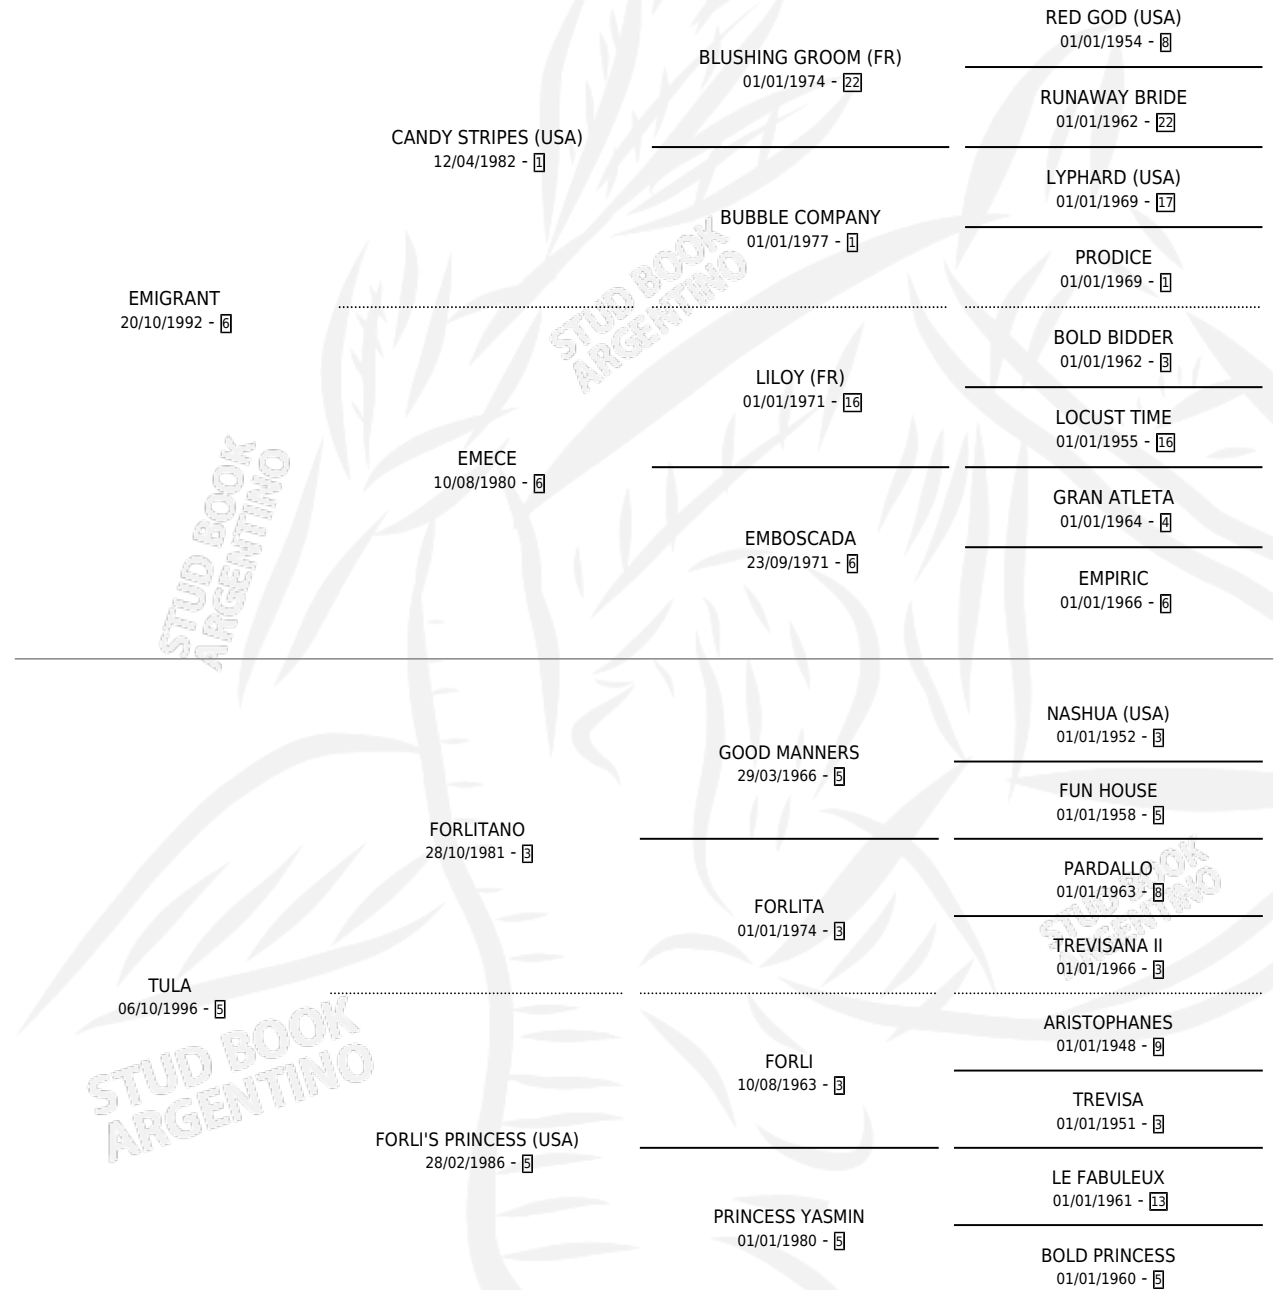 RED GOD (USA)
01/01/1954 - 8
BLUSHING GROOM (FR)
01/01/1974 - 22
RUNAWAY BRIDE
01/01/1962 - 22
CANDY STRIPES (USA)
12/04/1982 - 1
LYPHARD (USA)
01/01/1969 - 17
BUBBLE COMPANY
01/01/1977 - 1
PRODICE
01/01/1969 - 1
EMIGRANT
20/10/1992 - 6
STUD BOOK
ARGENTINO
BOLD BIDDER
01/01/1962 - 3
LILOY (FR)
01/01/1971 - 16
LOCUST TIME
01/01/1955 - 16
EMECE
10/08/1980 - 6
GRAN ATLETA
01/01/1964 - 4
EMBOSCADA
23/09/1971 - 6
EMPIRIC
01/01/1966 - 6
STUD BOOK
ARGENTINO
NASHUA (USA)
01/01/1952 - 3
GOOD MANNERS
29/03/1966 - 5
FUN HOUSE
01/01/1958 - 5
FORLITANO
28/10/1981 - 3
PARDALLO
01/01/1963 - 8
FORLITA
01/01/1974 - 3
TREVISANA II
01/01/1966 - 3
STUD BOOK
ARGENTINO
TULA
06/10/1996 - 5
STUD BOOK
ARGENTINO
ARISTOPHANES
01/01/1948 - 9
FORLI
10/08/1963 - 3
TREVISA
01/01/1951 - 3
FORLI'S PRINCESS (USA)
28/02/1986 - 5
LE FABULEUX
01/01/1961 - 13
PRINCESS YASMIN
01/01/1980 - 5
BOLD PRINCESS
01/01/1960 - 5